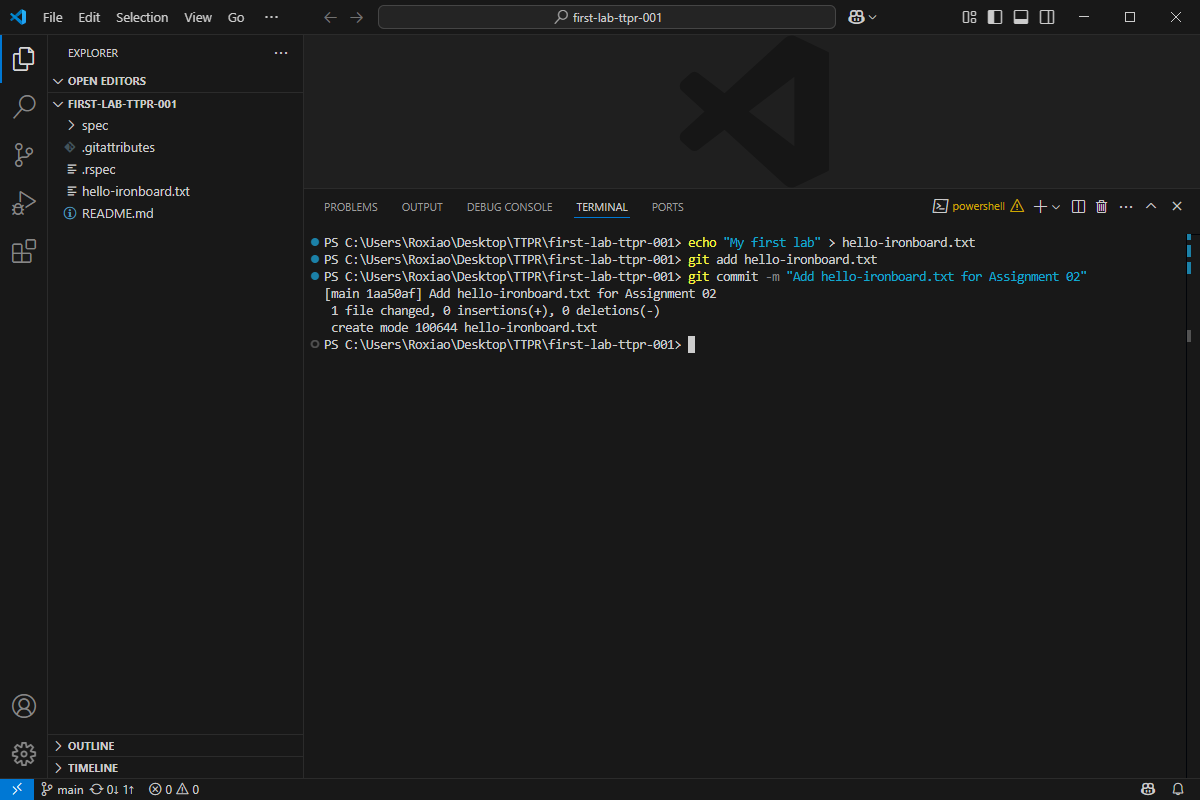 File Edit Selection View Go ···
first-lab-ttpr-001
EXPLORER
OPEN EDITORS
FIRST-LAB-TTPR-001
spec
.gitattributes
.rspec
hello-ironboard.txt
README.md
PROBLEMS OUTPUT DEBUG CONSOLE TERMINAL PORTS
powershell
PS C:\Users\Roxiao\Desktop\TTPR\first-lab-ttpr-001> echo "My first lab" > hello-ironboard.txt
PS C:\Users\Roxiao\Desktop\TTPR\first-lab-ttpr-001> git add hello-ironboard.txt
PS C:\Users\Roxiao\Desktop\TTPR\first-lab-ttpr-001> git commit -m "Add hello-ironboard.txt for Assignment 02"
[main 1aa50af] Add hello-ironboard.txt for Assignment 02
1 file changed, 0 insertions(+), 0 deletions(-)
create mode 100644 hello-ironboard.txt
PS C:\Users\Roxiao\Desktop\TTPR\first-lab-ttpr-001>
OUTLINE
TIMELINE
main 0↓ 1↑ 0 0